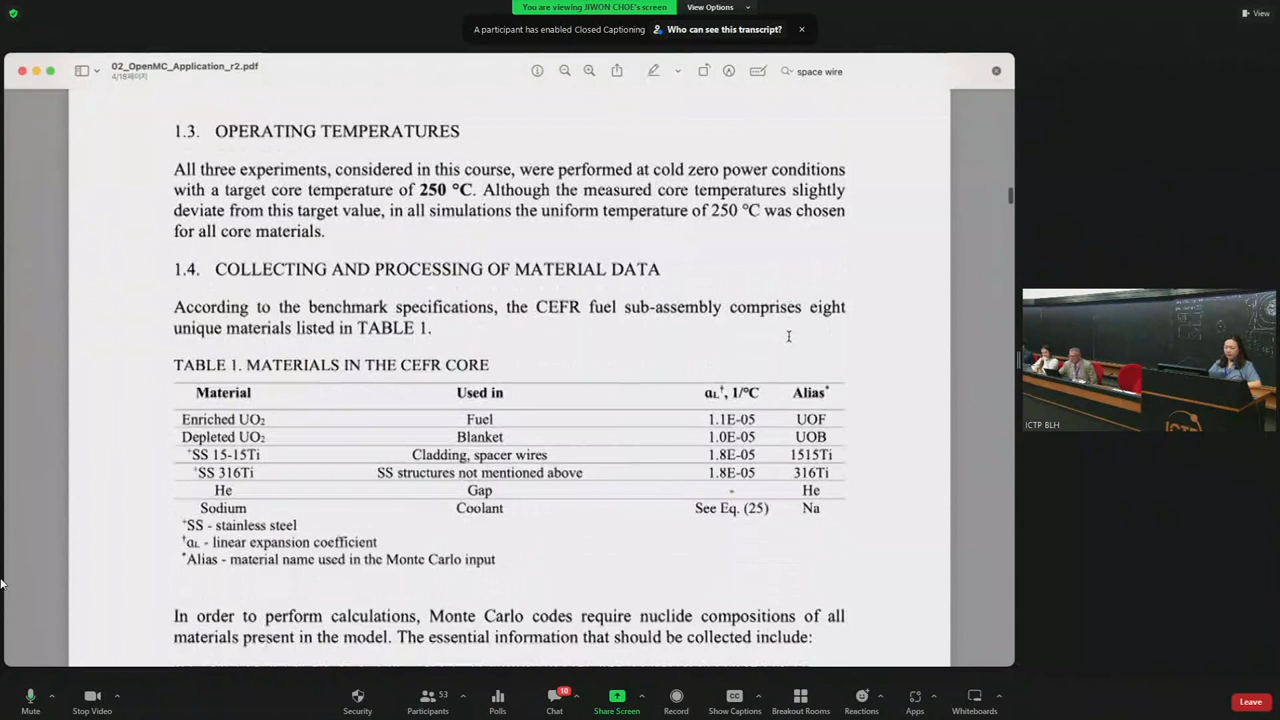 You are viewing JIWON CHOE's screen View Options
View
A participant has enabled Closed Captioning Who can see this transcript?
02_OpenMC_Application_r2.pdf
4/18페이지
space wire
1.3. OPERATING TEMPERATURES
All three experiments, considered in this course, were performed at cold zero power conditions
with a target core temperature of 250 °C. Although the measured core temperatures slightly
deviate from this target value, in all simulations the uniform temperature of 250 °C was chosen
for all core materials.
1.4. COLLECTING AND PROCESSING OF MATERIAL DATA
According to the benchmark specifications, the CEFR fuel sub-assembly comprises eight
unique materials listed in TABLE 1.
TABLE 1. MATERIALS IN THE CEFR CORE
Material Used in αL†, 1/°C Alias*
Enriched UO2 Fuel 1.1E-05 UOF
Depleted UO2 Blanket 1.0E-05 UOB
+SS 15-15Ti Cladding, spacer wires 1.8E-05 1515Ti
+SS 316Ti SS structures not mentioned above 1.8E-05 316Ti
He Gap - He
Sodium Coolant See Eq. (25) Na
+SS - stainless steel
†αL - linear expansion coefficient
*Alias - material name used in the Monte Carlo input
In order to perform calculations, Monte Carlo codes require nuclide compositions of all
materials present in the model. The essential information that should be collected include:
ICTP
ICTP BLH
53
10
Mute Stop Video Security Participants Polls Chat Share Screen Record Show Captions Breakout Rooms Reactions Apps Whiteboards Leave